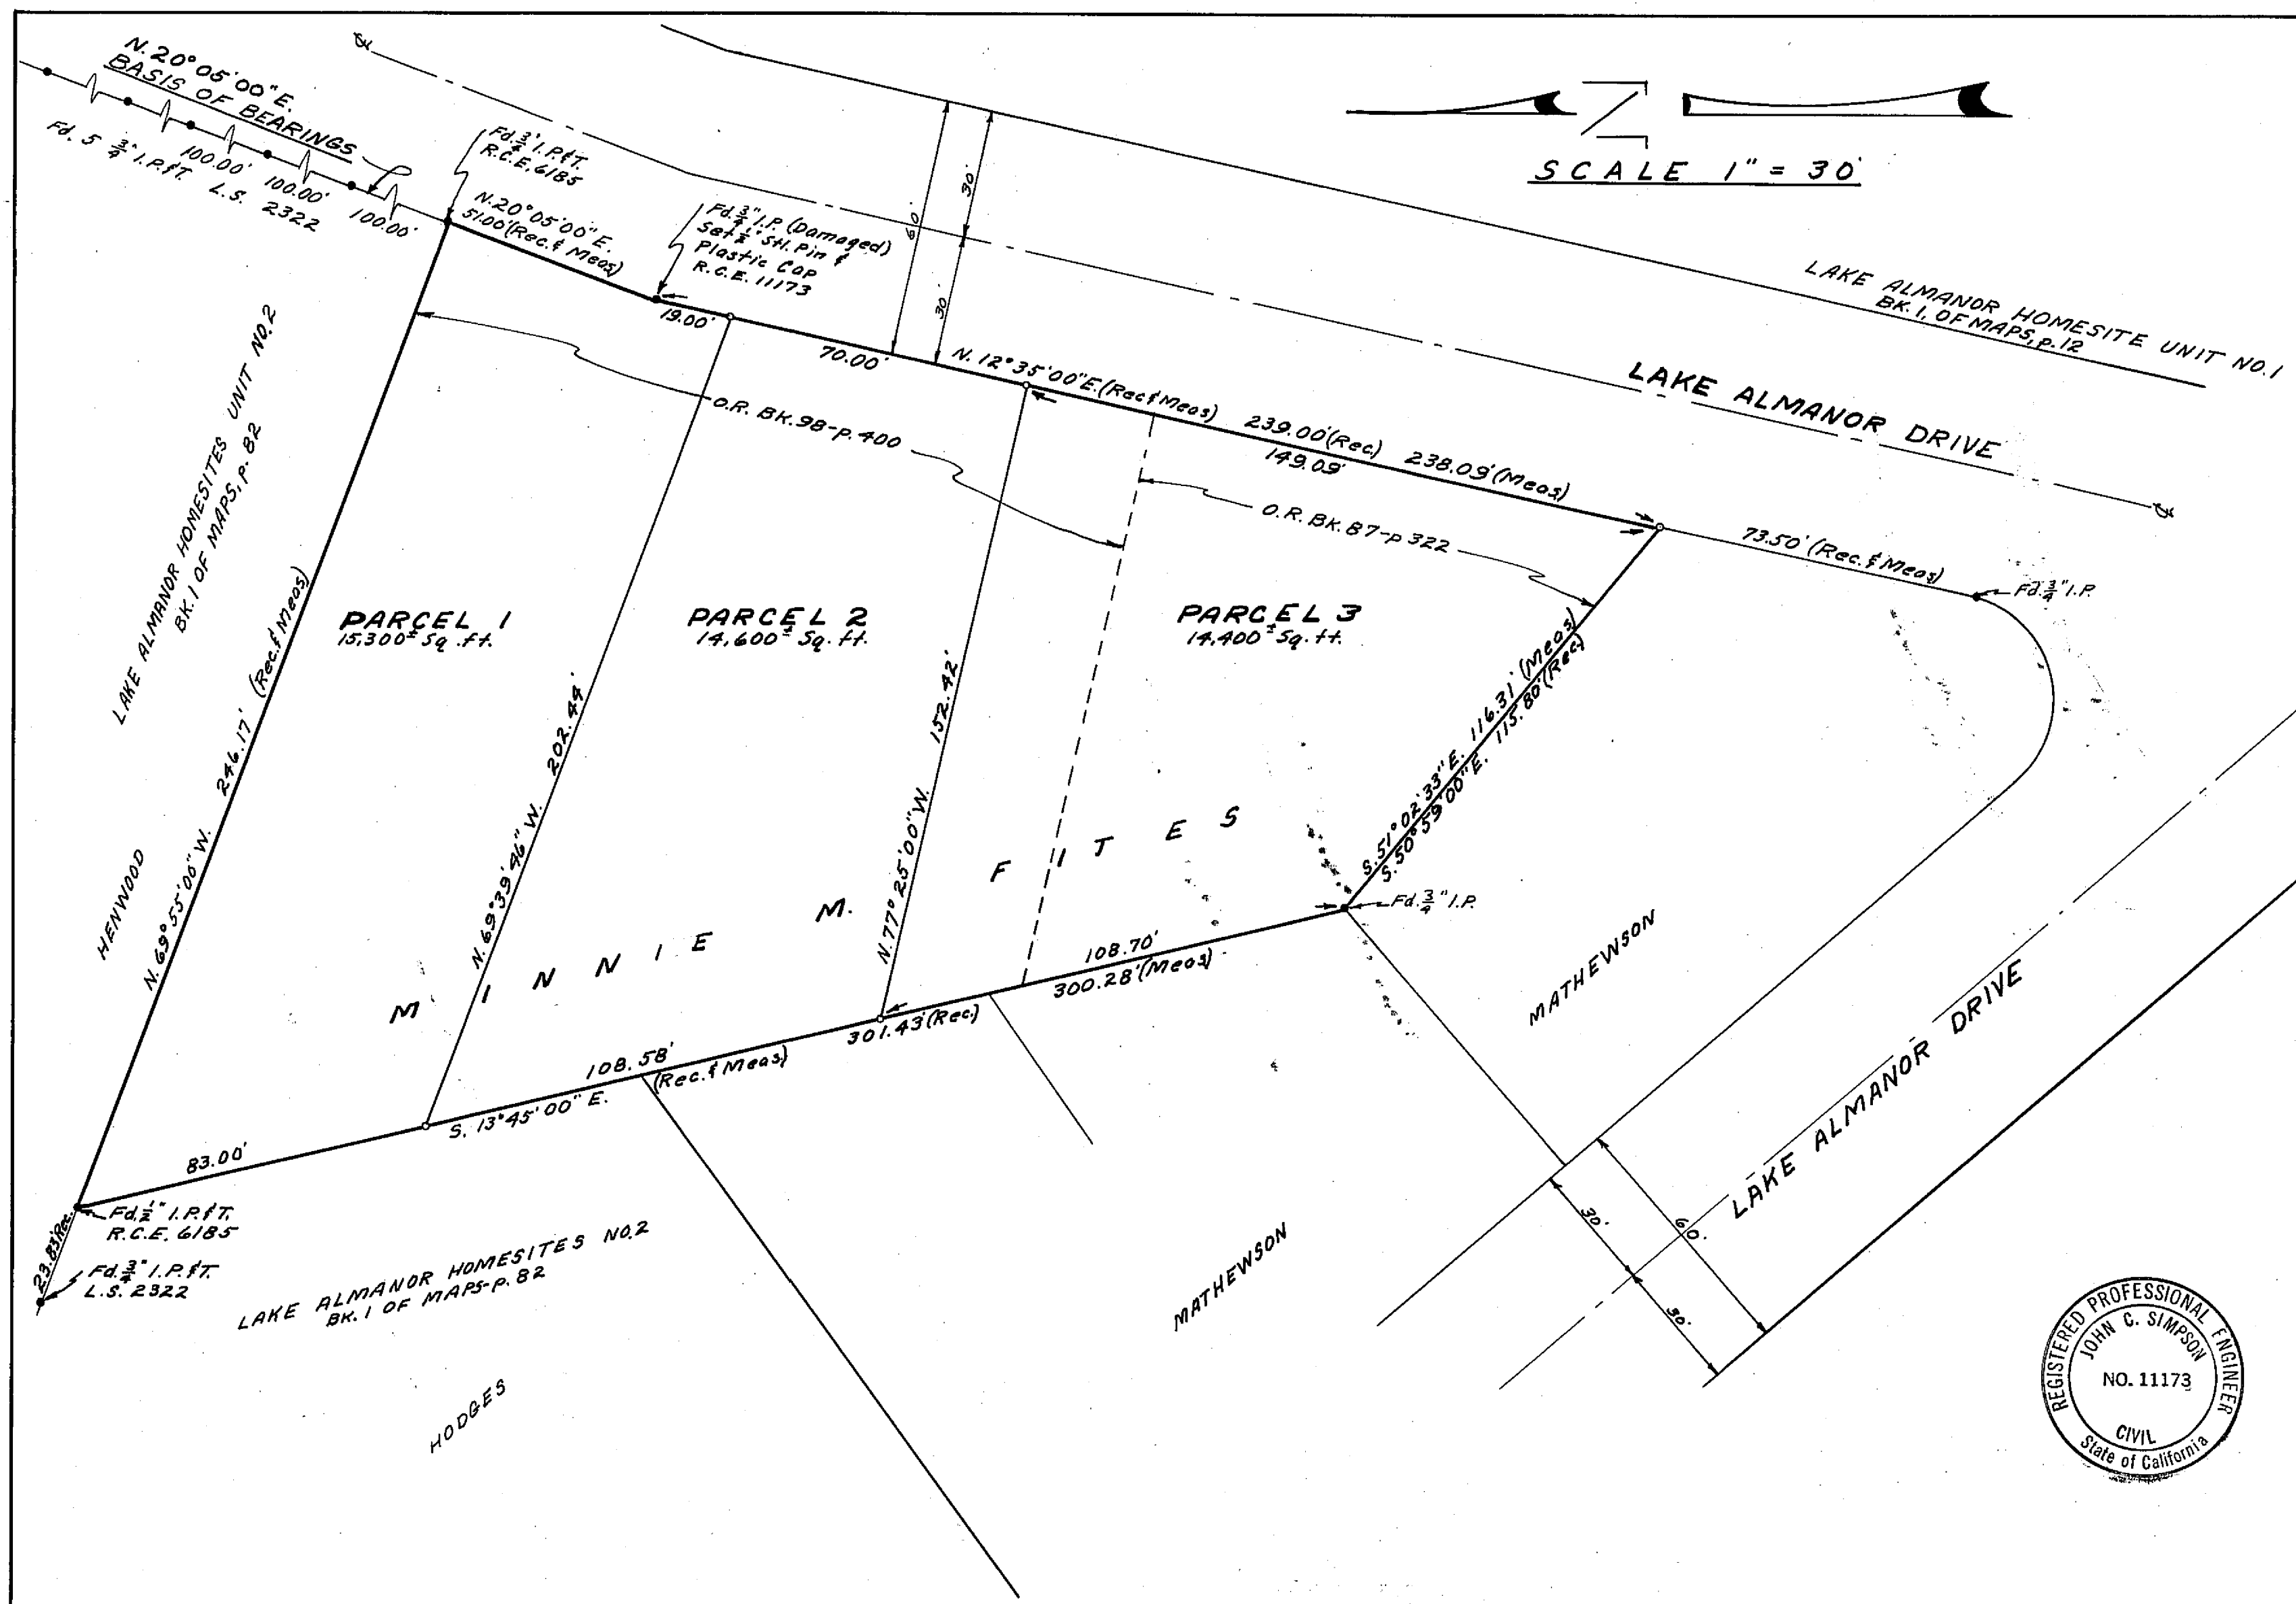 N. 20° 05' 00" E.
BASIS OF BEARINGS
Fd. 5 3/4" I.P.&T. L.S. 2322
100.00' 100.00' 100.00'
Fd. 3/4" I.P.&T.
R.C.E. 6185
N. 20° 05' 00" E.
51.00' (Rec. & Meas)
Fd. 3/4" I.P. (Damaged)
Set 1/2" Stl. Pin &
Plastic Cap
R.C.E. 11173
60'
30'
30'
N
SCALE 1" = 30'
LAKE ALMANOR HOMESITE UNIT NO. 1
BK. 1, OF MAPS, p. 12
LAKE ALMANOR DRIVE
19.00'
70.00'
N. 12° 35' 00" E. (Rec & Meas) 239.00' (Rec) 238.09' (Meas)
149.09'
73.50' (Rec. & Meas)
Fd. 3/4" I.P.
O.R. BK. 98-p. 400
O.R. BK. 87-p 322
LAKE ALMANOR HOMESITES UNIT NO. 2
BK. 1 OF MAPS, p. 82
HENWOOD
N. 69° 55' 00" W. 246.17' (Rec. & Meas)
PARCEL 1
15,300± Sq. ft.
N. 69° 39' 46" W. 202.44'
PARCEL 2
14,600± Sq. ft.
N. 77° 25' 00" W. 152.42'
PARCEL 3
14,400± Sq. ft.
S. 51° 02' 33" E. 116.31' (Meas)
S. 50° 59' 00" E. 115.80' (Rec.)
MINNIE M. FITES
Fd. 3/4" I.P.
83.00'
108.58'
S. 13° 45' 00" E. (Rec. & Meas)
301.43' (Rec.)
108.70'
300.28' (Meas)
23.83' Rec.
Fd. 1/2" I.P.&T.
R.C.E. 6185
Fd. 3/4" I.P.&T.
L.S. 2322
LAKE ALMANOR HOMESITES NO. 2
BK. 1 OF MAPS-p. 82
HODGES
MATHEWSON
MATHEWSON
LAKE ALMANOR DRIVE
30'
60'
30'
REGISTERED PROFESSIONAL ENGINEER
JOHN C. SIMPSON
NO. 11173
CIVIL
State of California